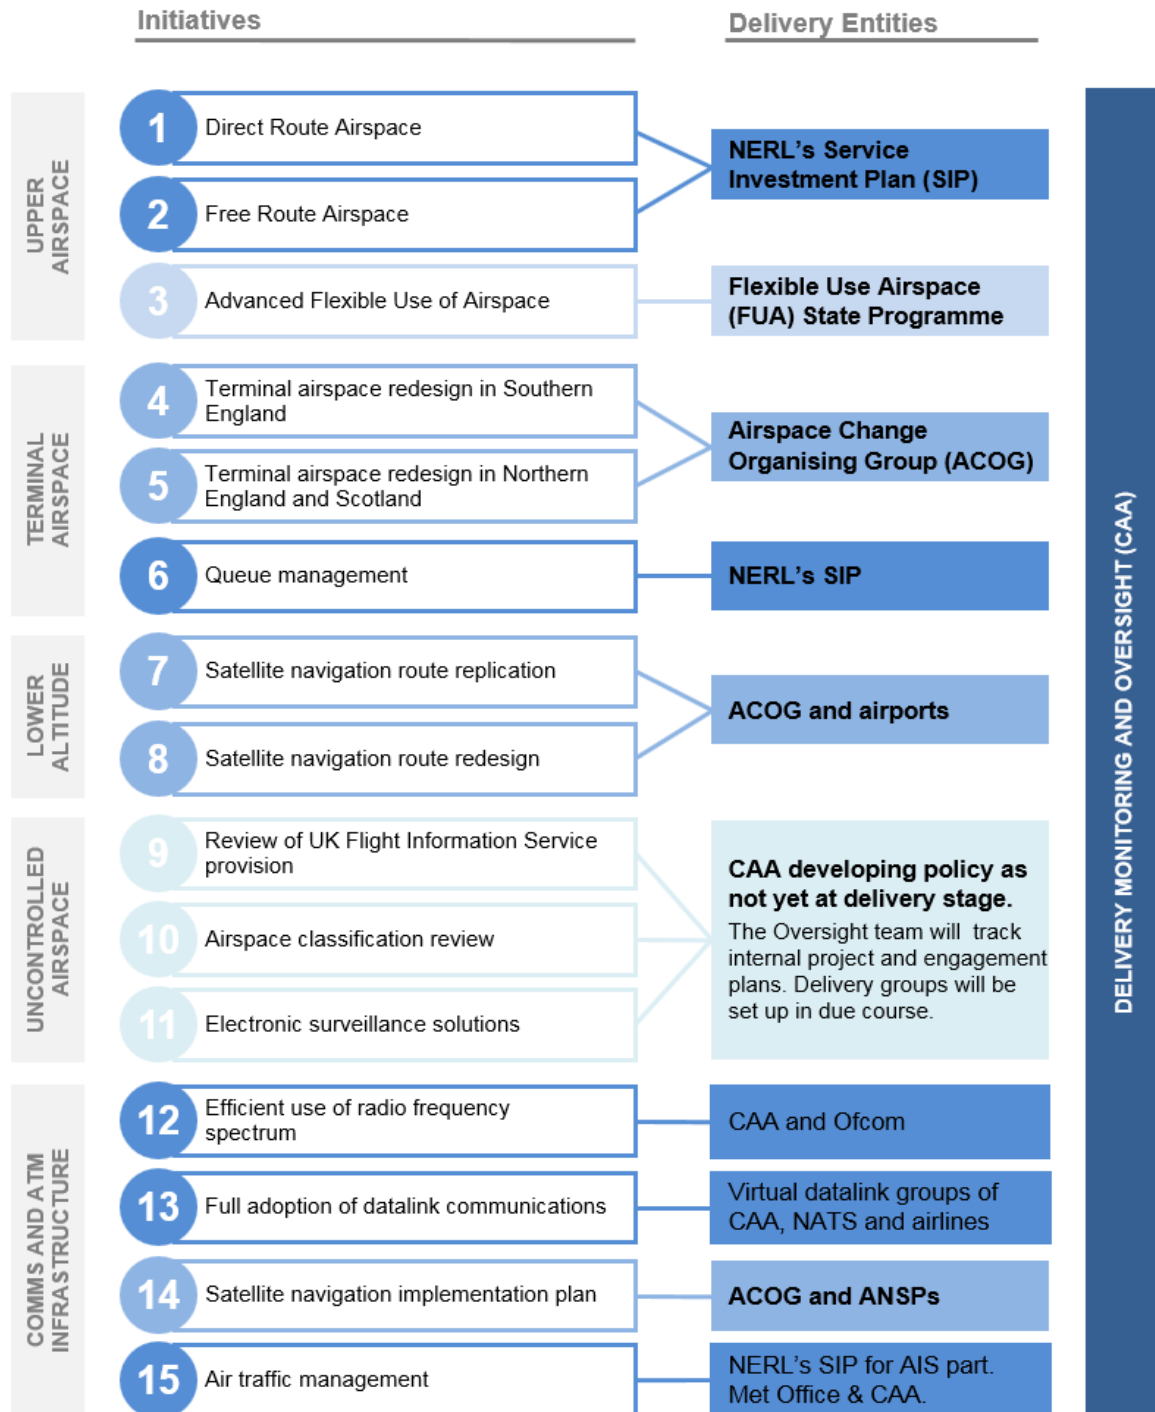 Initiatives
Delivery Entities
UPPER
AIRSPACE
1
Direct Route Airspace
2
Free Route Airspace
NERL's Service
Investment Plan (SIP)
3
Advanced Flexible Use of Airspace
Flexible Use Airspace
(FUA) State Programme
TERMINAL
AIRSPACE
4
Terminal airspace redesign in Southern
England
5
Terminal airspace redesign in Northern
England and Scotland
Airspace Change
Organising Group (ACOG)
6
Queue management
NERL's SIP
LOWER
ALTITUDE
7
Satellite navigation route replication
8
Satellite navigation route redesign
ACOG and airports
UNCONTROLLED
AIRSPACE
9
Review of UK Flight Information Service
provision
10
Airspace classification review
11
Electronic surveillance solutions
CAA developing policy as
not yet at delivery stage.
The Oversight team will track
internal project and engagement
plans. Delivery groups will be
set up in due course.
COMMS AND ATM
INFRASTRUCTURE
12
Efficient use of radio frequency
spectrum
CAA and Ofcom
13
Full adoption of datalink communications
Virtual datalink groups of
CAA, NATS and airlines
14
Satellite navigation implementation plan
ACOG and ANSPs
15
Air traffic management
NERL's SIP for AIS part.
Met Office & CAA.
DELIVERY MONITORING AND OVERSIGHT (CAA)